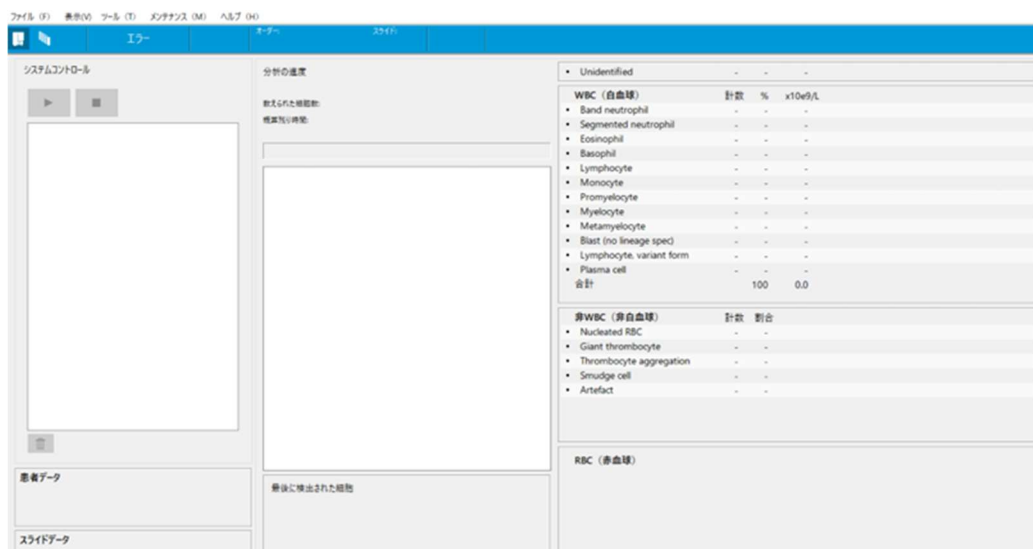 ファイル (F) 表示(V) ツール (T) メンテナンス (M) ヘルプ (H)
エラー
オーダー:
スライド:
システムコントロール
分析の進度
数えられた細胞数:
概算残り時間:
最後に検出された細胞
患者データ
スライドデータ
• Unidentified - - -
WBC（白血球） 計数 % x10e9/L
• Band neutrophil - - -
• Segmented neutrophil - - -
• Eosinophil - - -
• Basophil - - -
• Lymphocyte - - -
• Monocyte - - -
• Promyelocyte - - -
• Myelocyte - - -
• Metamyelocyte - - -
• Blast (no lineage spec) - - -
• Lymphocyte, variant form - - -
• Plasma cell - - -
合計 100 0.0
非WBC（非白血球） 計数 割合
• Nucleated RBC - -
• Giant thrombocyte - -
• Thrombocyte aggregation - -
• Smudge cell - -
• Artefact - -
RBC（赤血球）